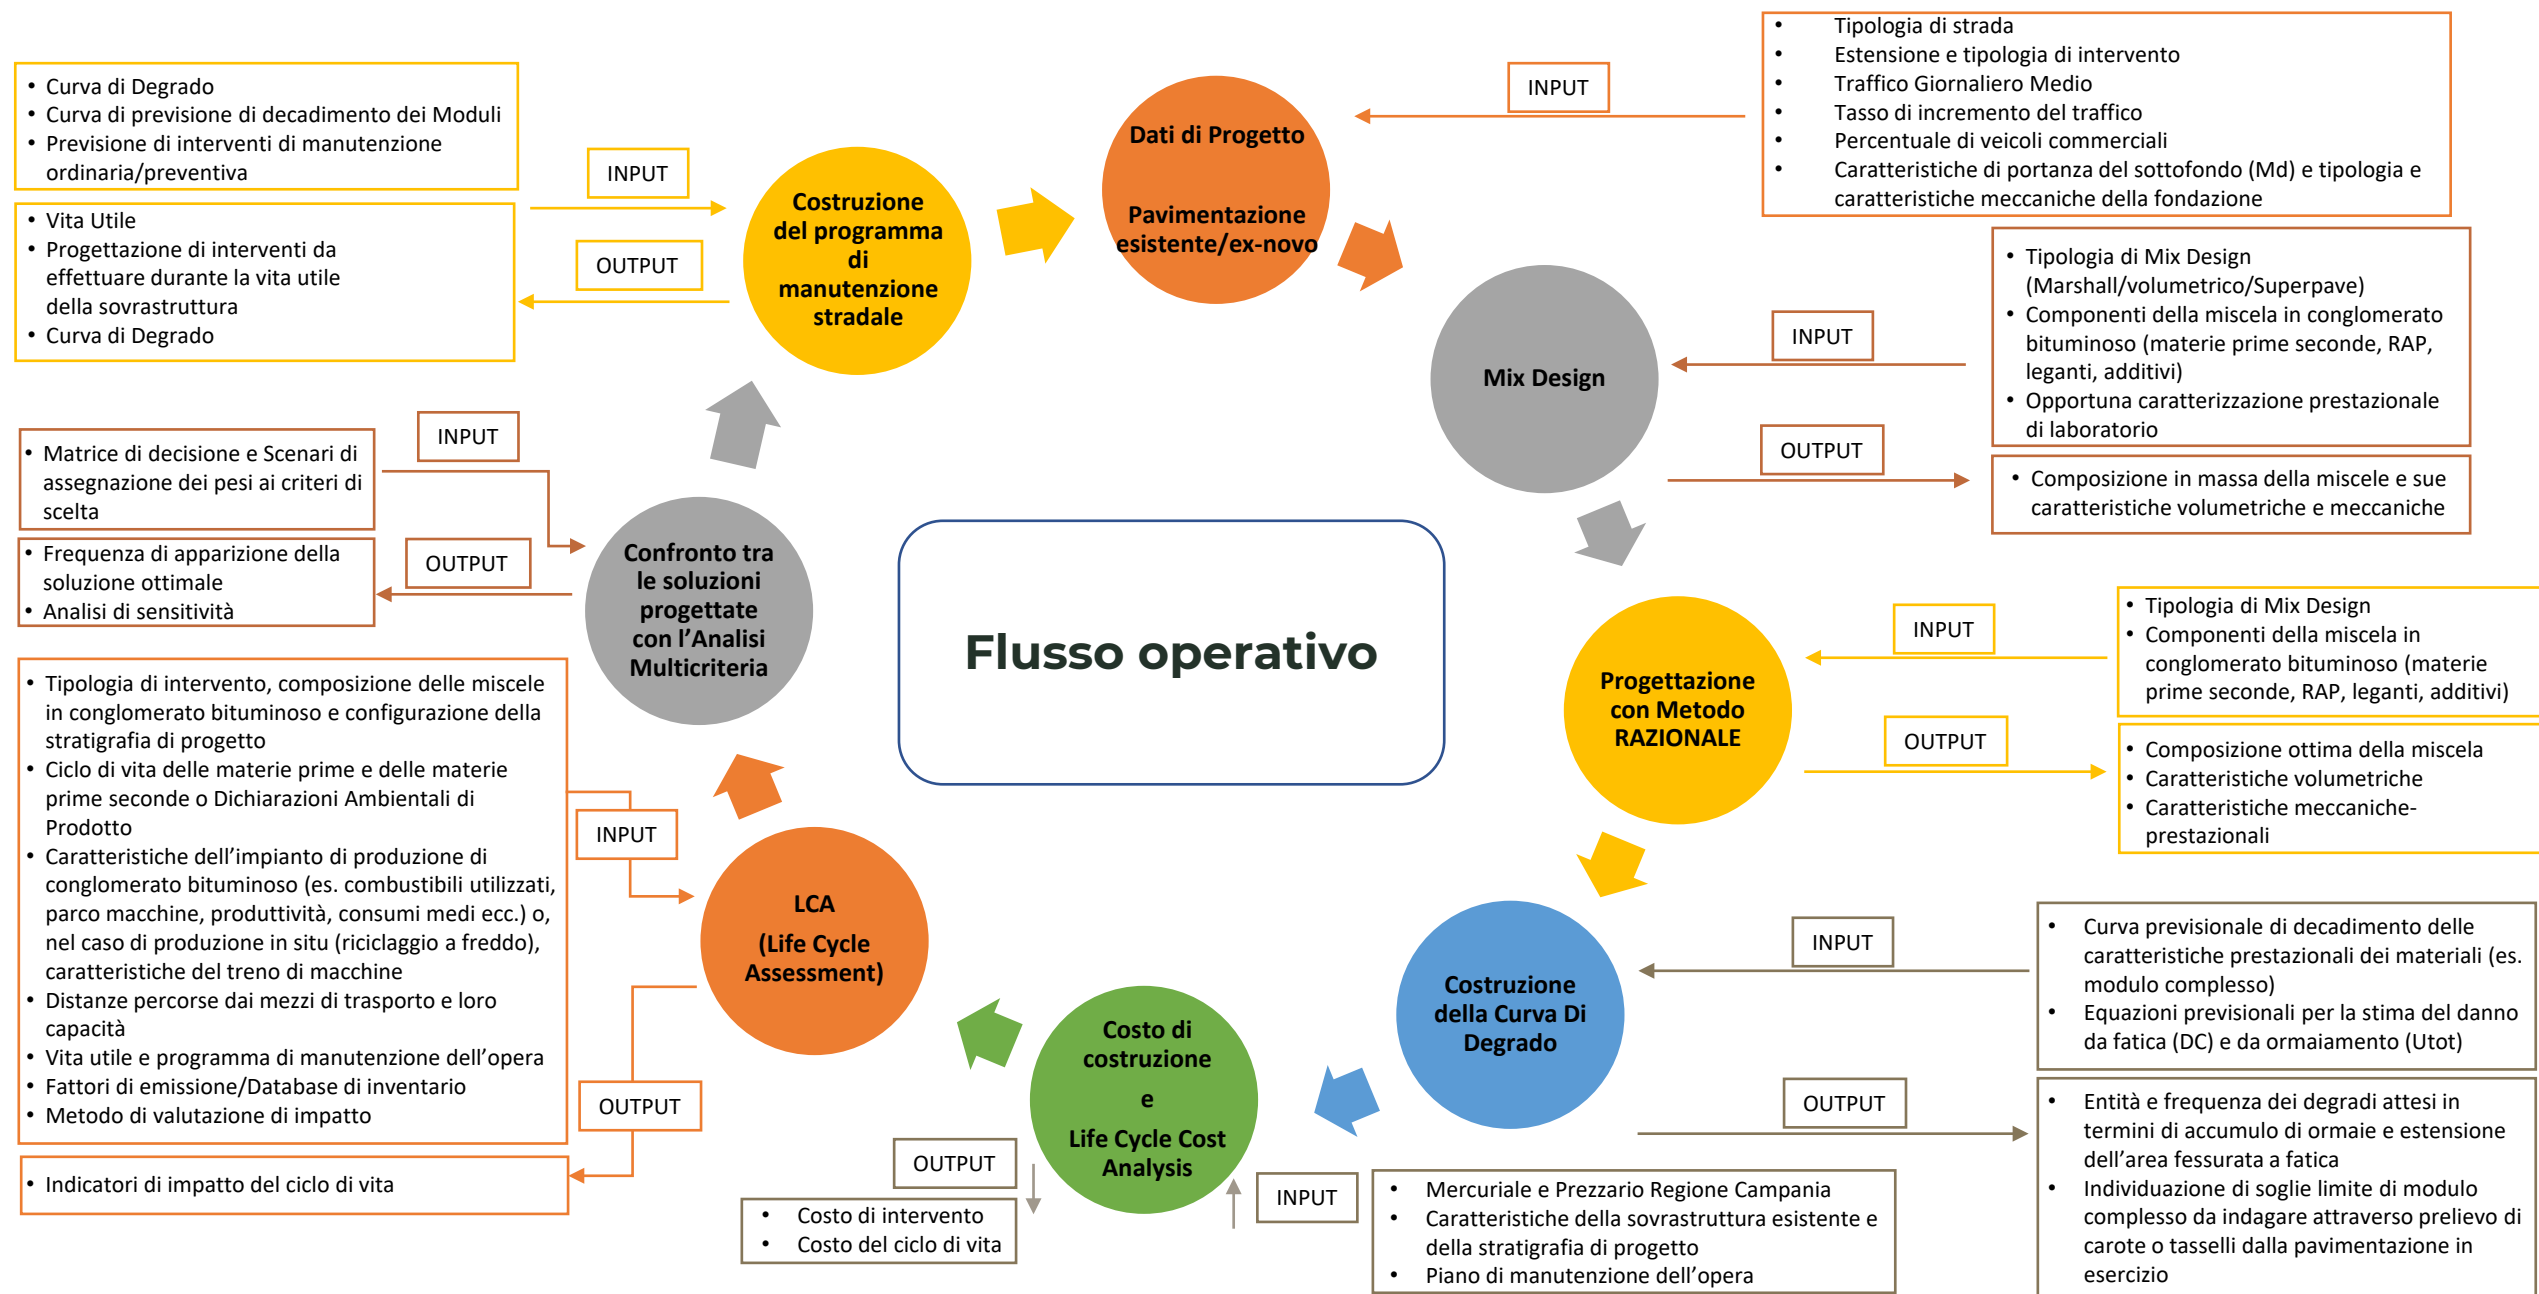 • Tipologia di strada
• Estensione e tipologia di intervento
• Traffico Giornaliero Medio
• Tasso di incremento del traffico
• Percentuale di veicoli commerciali
• Caratteristiche di portanza del sottofondo (Md) e tipologia e
caratteristiche meccaniche della fondazione
INPUT
Dati di Progetto
Pavimentazione
esistente/ex-novo
• Tipologia di Mix Design
(Marshall/volumetrico/Superpave)
• Componenti della miscela in conglomerato
bituminoso (materie prime seconde, RAP,
leganti, additivi)
• Opportuna caratterizzazione prestazionale
di laboratorio
INPUT
Mix Design
OUTPUT
• Composizione in massa della miscele e sue
caratteristiche volumetriche e meccaniche
• Tipologia di Mix Design
• Componenti della miscela in
conglomerato bituminoso (materie
prime seconde, RAP, leganti, additivi)
INPUT
Progettazione
con Metodo
RAZIONALE
OUTPUT
• Composizione ottima della miscela
• Caratteristiche volumetriche
• Caratteristiche meccaniche-
prestazionali
• Curva previsionale di decadimento delle
caratteristiche prestazionali dei materiali (es.
modulo complesso)
• Equazioni previsionali per la stima del danno
da fatica (DC) e da ormaiamento (Utot)
INPUT
Costruzione
della Curva Di
Degrado
OUTPUT
• Entità e frequenza dei degradi attesi in
termini di accumulo di ormaie e estensione
dell'area fessurata a fatica
• Individuazione di soglie limite di modulo
complesso da indagare attraverso prelievo di
carote o tasselli dalla pavimentazione in
esercizio
Costo di
costruzione
e
Life Cycle Cost
Analysis
INPUT
• Mercuriale e Prezzario Regione Campania
• Caratteristiche della sovrastruttura esistente e
della stratigrafia di progetto
• Piano di manutenzione dell'opera
OUTPUT
• Costo di intervento
• Costo del ciclo di vita
LCA
(Life Cycle
Assessment)
INPUT
• Tipologia di intervento, composizione delle miscele
in conglomerato bituminoso e configurazione della
stratigrafia di progetto
• Ciclo di vita delle materie prime e delle materie
prime seconde o Dichiarazioni Ambientali di
Prodotto
• Caratteristiche dell'impianto di produzione di
conglomerato bituminoso (es. combustibili utilizzati,
parco macchine, produttività, consumi medi ecc.) o,
nel caso di produzione in situ (riciclaggio a freddo),
caratteristiche del treno di macchine
• Distanze percorse dai mezzi di trasporto e loro
capacità
• Vita utile e programma di manutenzione dell'opera
• Fattori di emissione/Database di inventario
• Metodo di valutazione di impatto
OUTPUT
• Indicatori di impatto del ciclo di vita
Confronto tra
le soluzioni
progettate
con l'Analisi
Multicriteria
INPUT
• Matrice di decisione e Scenari di
assegnazione dei pesi ai criteri di
scelta
OUTPUT
• Frequenza di apparizione della
soluzione ottimale
• Analisi di sensitività
Costruzione
del programma
di
manutenzione
stradale
INPUT
• Curva di Degrado
• Curva di previsione di decadimento dei Moduli
• Previsione di interventi di manutenzione
ordinaria/preventiva
OUTPUT
• Vita Utile
• Progettazione di interventi da
effettuare durante la vita utile
della sovrastruttura
• Curva di Degrado
Flusso operativo